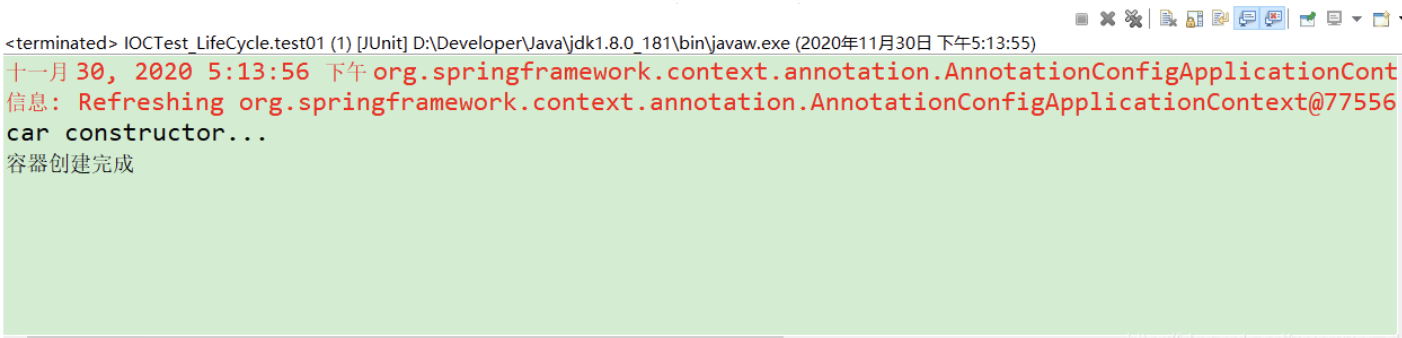 <terminated> IOCTest_LifeCycle.test01 (1) [JUnit] D:\Developer\Java\jdk1.8.0_181\bin\javaw.exe (2020年11月30日 下午5:13:55)
十一月 30, 2020 5:13:56 下午 org.springframework.context.annotation.AnnotationConfigApplicationCont
信息: Refreshing org.springframework.context.annotation.AnnotationConfigApplicationContext@77556
car constructor...
容器创建完成